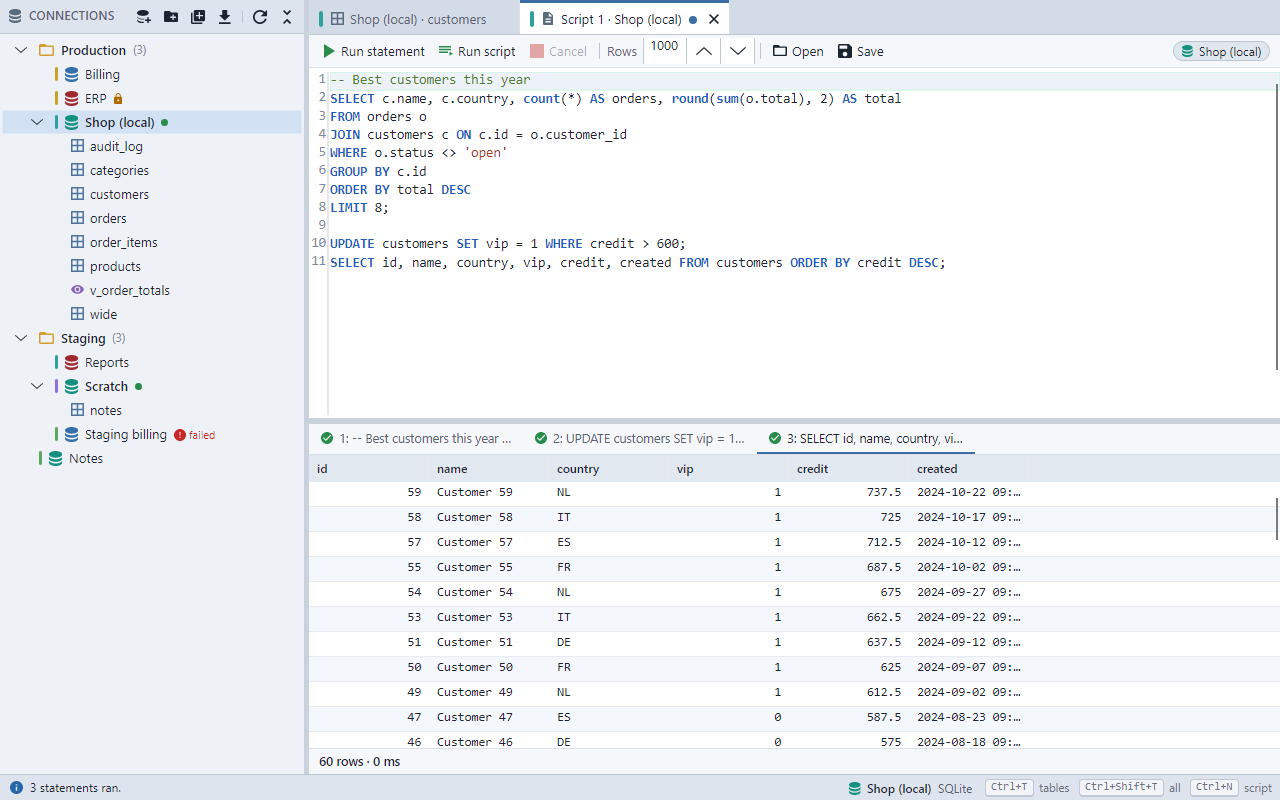 CONNECTIONS
Production (3)
Billing
ERP
Shop (local)
audit_log
categories
customers
orders
order_items
products
v_order_totals
wide
Staging (3)
Reports
Scratch
notes
Staging billing failed
Notes
Shop (local) · customers
Script 1 · Shop (local)
Run statement Run script Cancel Rows 1000 Open Save Shop (local)
1 -- Best customers this year
2 SELECT c.name, c.country, count(*) AS orders, round(sum(o.total), 2) AS total
3 FROM orders o
4 JOIN customers c ON c.id = o.customer_id
5 WHERE o.status <> 'open'
6 GROUP BY c.id
7 ORDER BY total DESC
8 LIMIT 8;
9
10 UPDATE customers SET vip = 1 WHERE credit > 600;
11 SELECT id, name, country, vip, credit, created FROM customers ORDER BY credit DESC;
1: -- Best customers this year ... 2: UPDATE customers SET vip = 1... 3: SELECT id, name, country, vi...
id name country vip credit created
59 Customer 59 NL 1 737.5 2024-10-22 09:…
58 Customer 58 IT 1 725 2024-10-17 09:…
57 Customer 57 ES 1 712.5 2024-10-12 09:…
55 Customer 55 FR 1 687.5 2024-10-02 09:…
54 Customer 54 NL 1 675 2024-09-27 09:…
53 Customer 53 IT 1 662.5 2024-09-22 09:…
51 Customer 51 DE 1 637.5 2024-09-12 09:…
50 Customer 50 FR 1 625 2024-09-07 09:…
49 Customer 49 NL 1 612.5 2024-09-02 09:…
47 Customer 47 ES 0 587.5 2024-08-23 09:…
46 Customer 46 DE 0 575 2024-08-18 09:…
60 rows · 0 ms
3 statements ran.
Shop (local) SQLite Ctrl+T tables Ctrl+Shift+T all Ctrl+N script